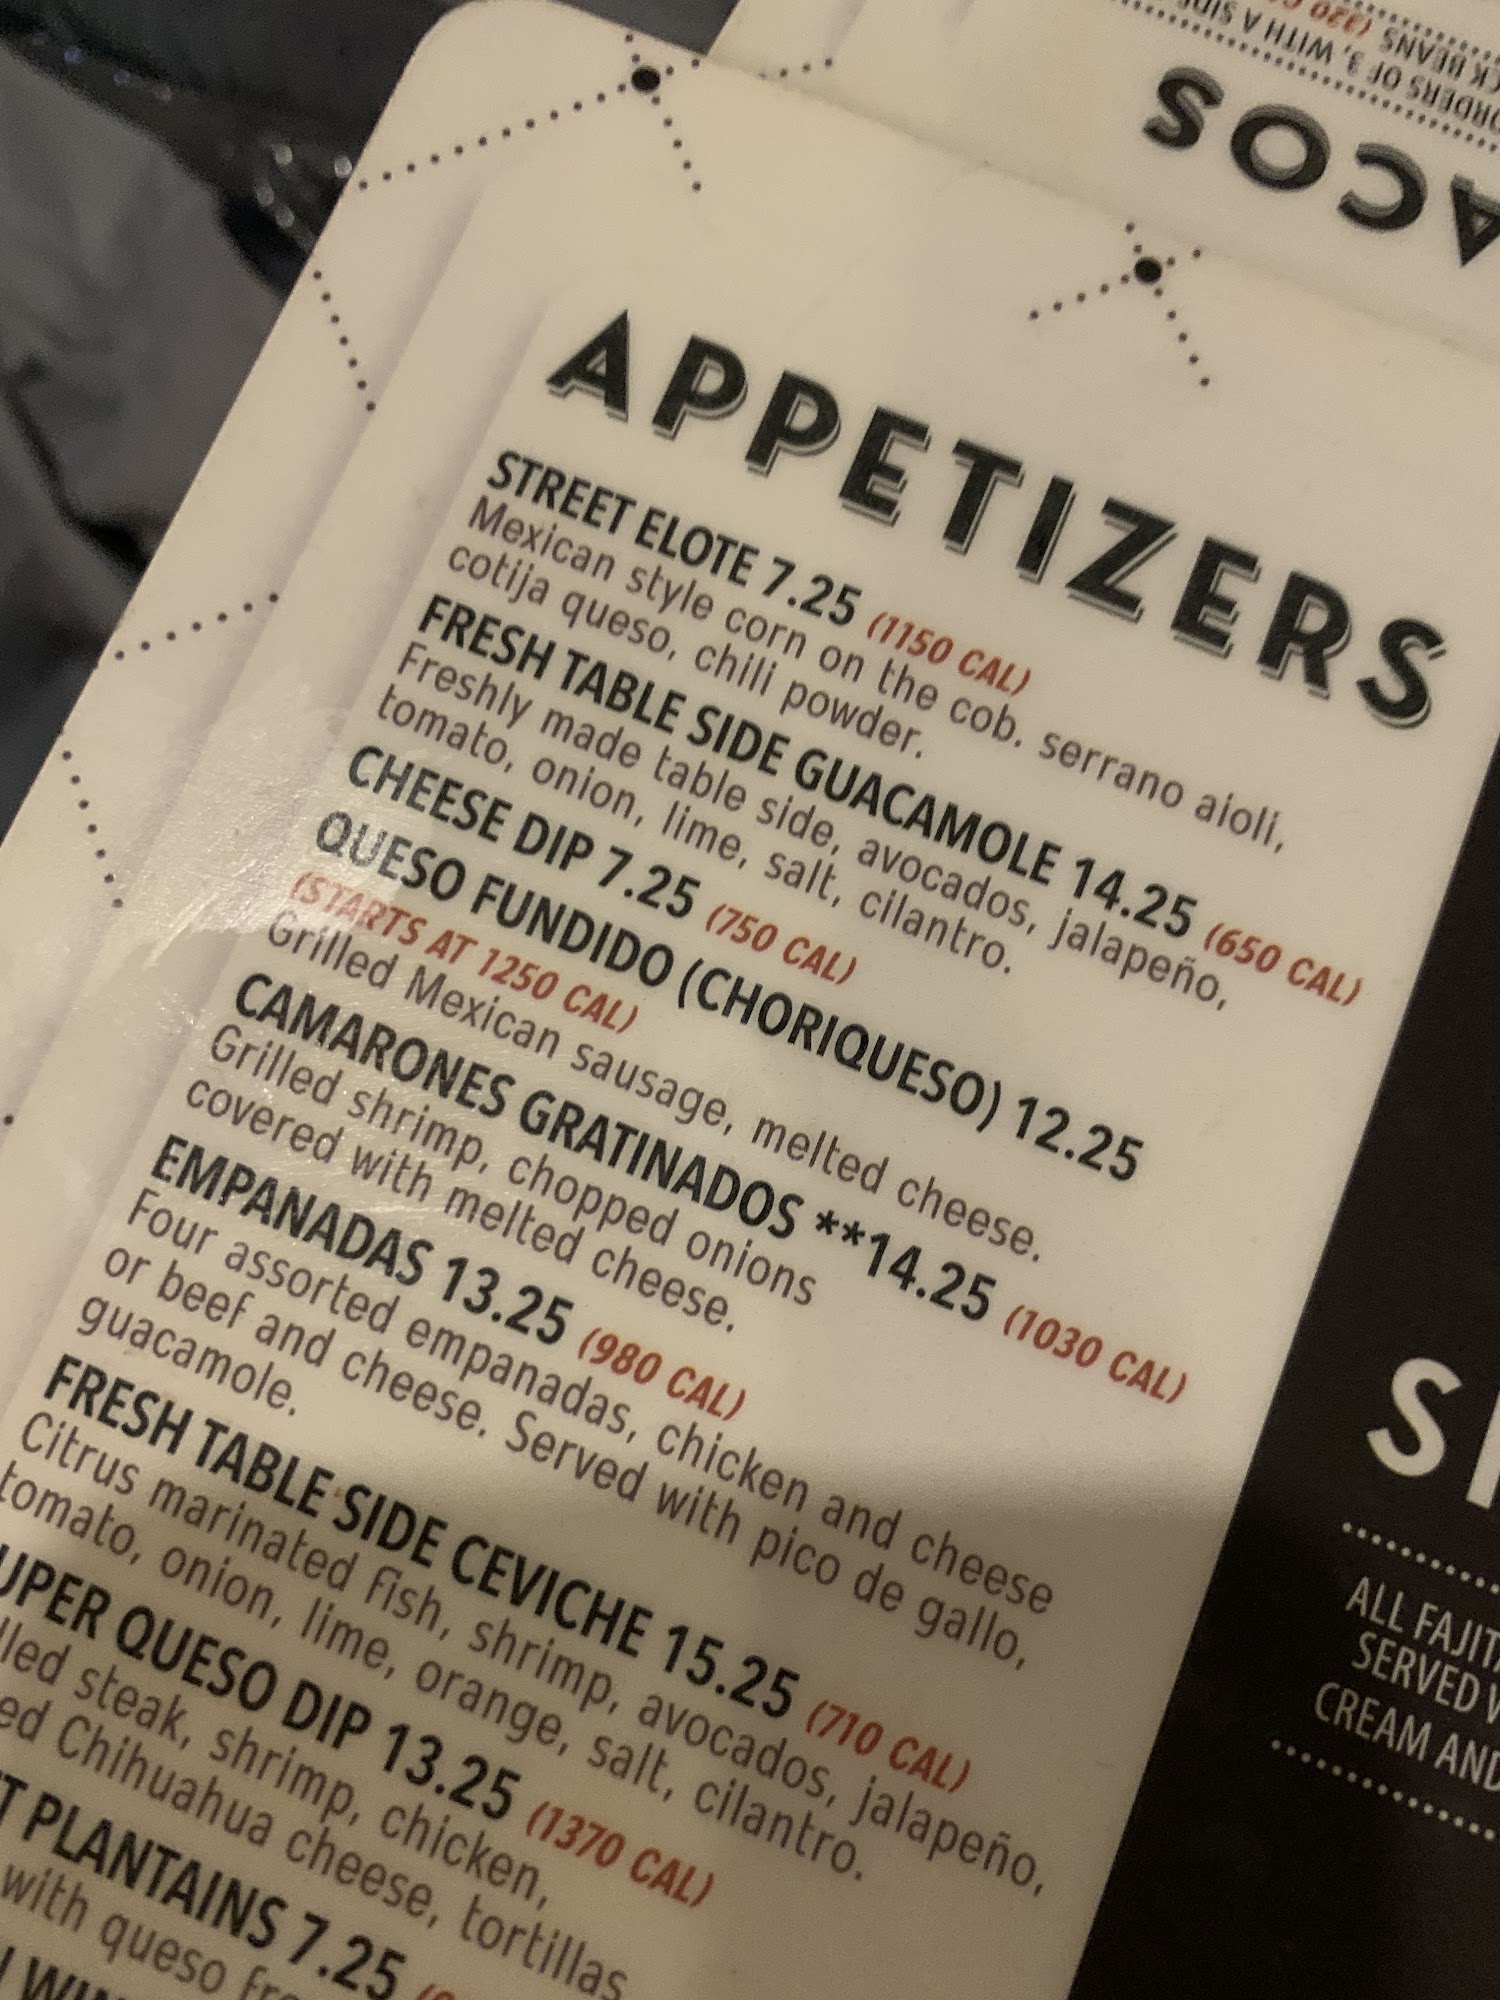 APPETIZERS
STREET ELOTE 7.25 (1150 CAL)
Mexican style corn on the cob. serrano aioli,
cotija queso, chili powder.
FRESH TABLE SIDE GUACAMOLE 14.25 (650 CAL)
Freshly made table side, avocados, jalapeño,
tomato, onion, lime, salt, cilantro.
CHEESE DIP 7.25 (750 CAL)
QUESO FUNDIDO (CHORIQUESO) 12.25
(STARTS AT 1250 CAL)
Grilled Mexican sausage, melted cheese.
CAMARONES GRATINADOS **14.25 (1030 CAL)
Grilled shrimp, chopped onions
covered with melted cheese.
EMPANADAS 13.25 (980 CAL)
Four assorted empanadas, chicken and cheese
or beef and cheese. Served with pico de gallo,
guacamole.
FRESH TABLE SIDE CEVICHE 15.25 (710 CAL)
Citrus marinated fish, shrimp, avocados, jalapeño,
tomato, onion, lime, orange, salt, cilantro.
QUESO DIP 13.25 (1370 CAL)
steak, shrimp, chicken,
Chihuahua cheese, tortillas
PLANTAINS 7.25
with queso
ORDERS OF 3, WITH A SIDE
BEANS (320
ACOS
ALL FAJITA
SERVED
CREAM AND